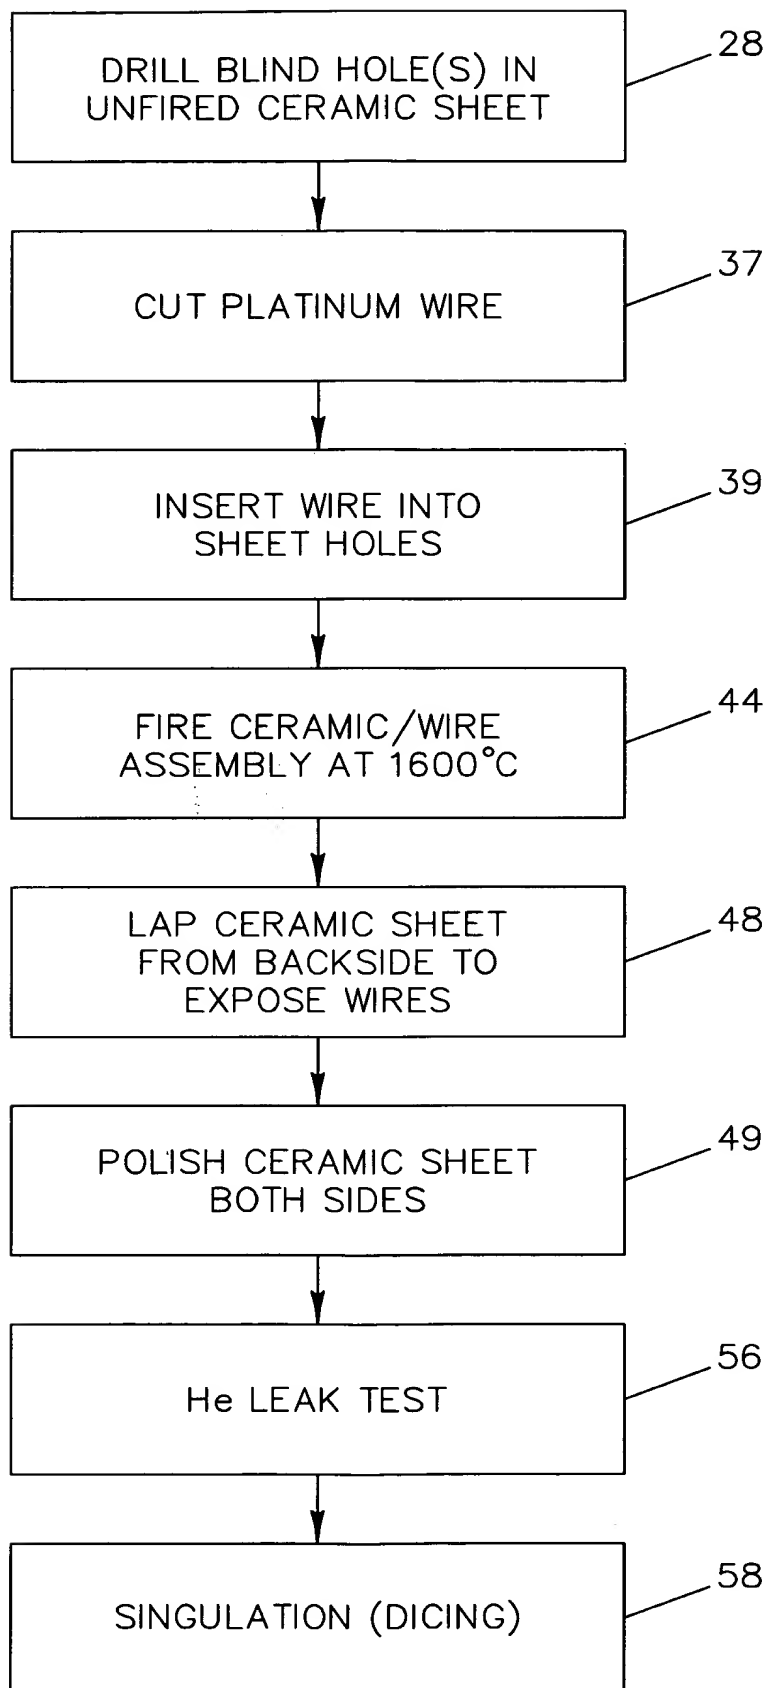 28
DRILL BLIND HOLE(S) IN
UNFIRED CERAMIC SHEET
37
CUT PLATINUM WIRE
39
INSERT WIRE INTO
SHEET HOLES
44
FIRE CERAMIC/WIRE
ASSEMBLY AT 1600°C
48
LAP CERAMIC SHEET
FROM BACKSIDE TO
EXPOSE WIRES
49
POLISH CERAMIC SHEET
BOTH SIDES
56
He LEAK TEST
58
SINGULATION (DICING)